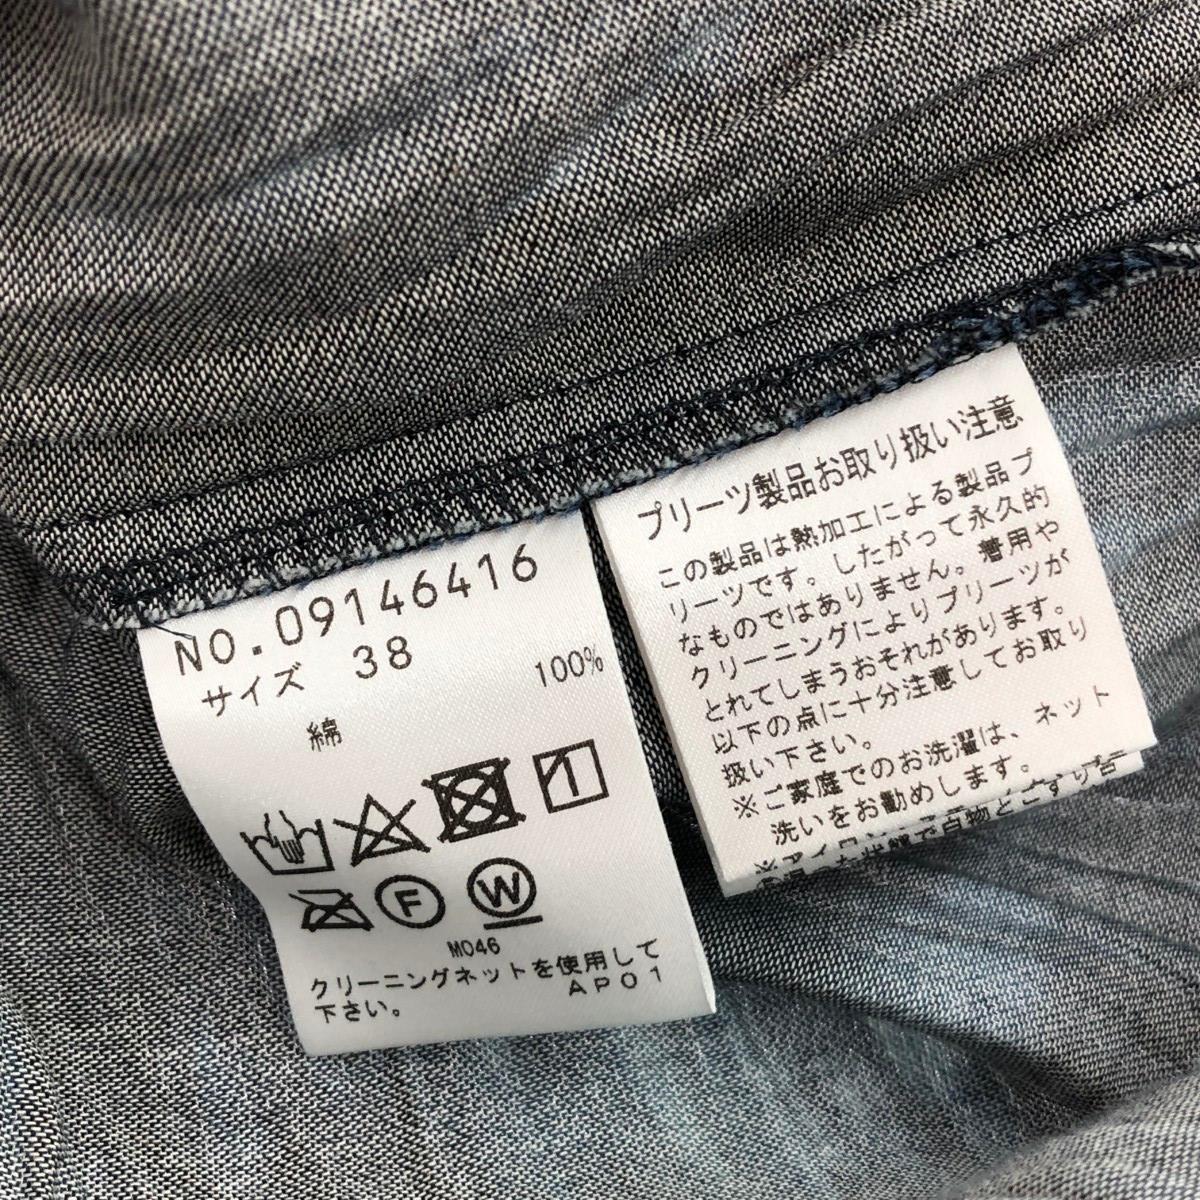 NO.09146416
サイズ 38
綿 100%
F
W
M046
クリーニングネットを使用して
下さい。 AP01
プリーツ製品お取り扱い注意
この製品は熱加工による製品プ
リーツです。したがって永久的
なものではありません。着用や
クリーニングによりプリーツが
とれてしまうおそれがあります。
以下の点に十分注意してお取り
扱い下さい。
※ご家庭でのお洗濯は、ネット
洗いをお勧めします。